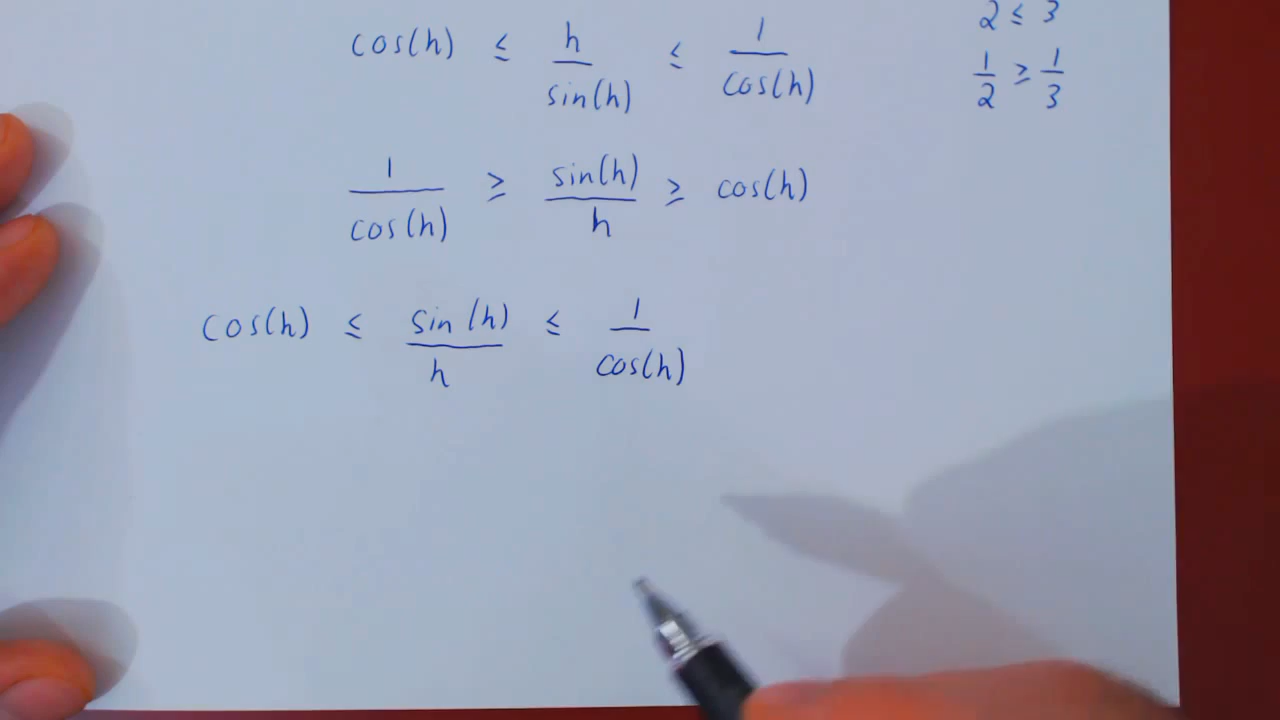 cos(h) ≤ h/sin(h) ≤ 1/cos(h)
2 ≤ 3
1/2 ≥ 1/3
1/cos(h) ≥ sin(h)/h ≥ cos(h)
cos(h) ≤ sin(h)/h ≤ 1/cos(h)